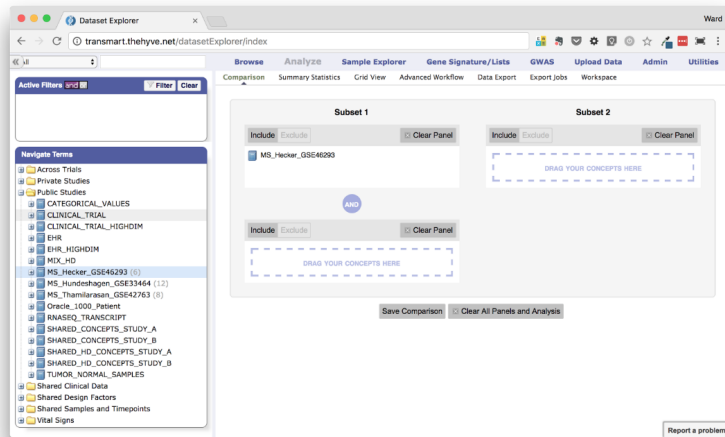 Dataset Explorer
Ward
transmart.thehyve.net/datasetExplorer/index
Browse Analyze Sample Explorer Gene Signature/Lists GWAS Upload Data Admin Utilities
Comparison Summary Statistics Grid View Advanced Workflow Data Export Export Jobs Workspace
Active Filters and Filter Clear
Subset 1 Subset 2
Include Exclude Clear Panel Include Exclude Clear Panel
MS_Hecker_GSE46293
DRAG YOUR CONCEPTS HERE
AND
Include Exclude Clear Panel
DRAG YOUR CONCEPTS HERE
Save Comparison Clear All Panels and Analysis
Navigate Terms
Across Trials
Private Studies
Public Studies
CATEGORICAL_VALUES
CLINICAL_TRIAL
CLINICAL_TRIAL_HIGHDIM
EHR
EHR_HIGHDIM
MIX_HD
MS_Hecker_GSE46293 (6)
MS_Hundeshagen_GSE33464 (12)
MS_Thamilarasan_GSE42763 (8)
Oracle_1000_Patient
RNASEQ_TRANSCRIPT
SHARED_CONCEPTS_STUDY_A
SHARED_CONCEPTS_STUDY_B
SHARED_HD_CONCEPTS_STUDY_A
SHARED_HD_CONCEPTS_STUDY_B
TUMOR_NORMAL_SAMPLES
Shared Clinical Data
Shared Design Factors
Shared Samples and Timepoints
Vital Signs
Report a problem